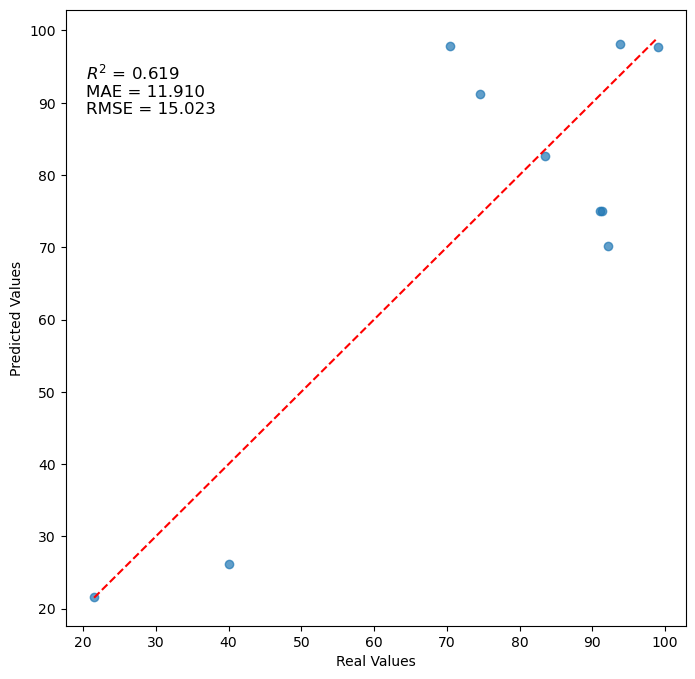 R² = 0.619
MAE = 11.910
RMSE = 15.023
100
90
80
70
60
50
40
30
20
Predicted Values
20 30 40 50 60 70 80 90 100
Real Values